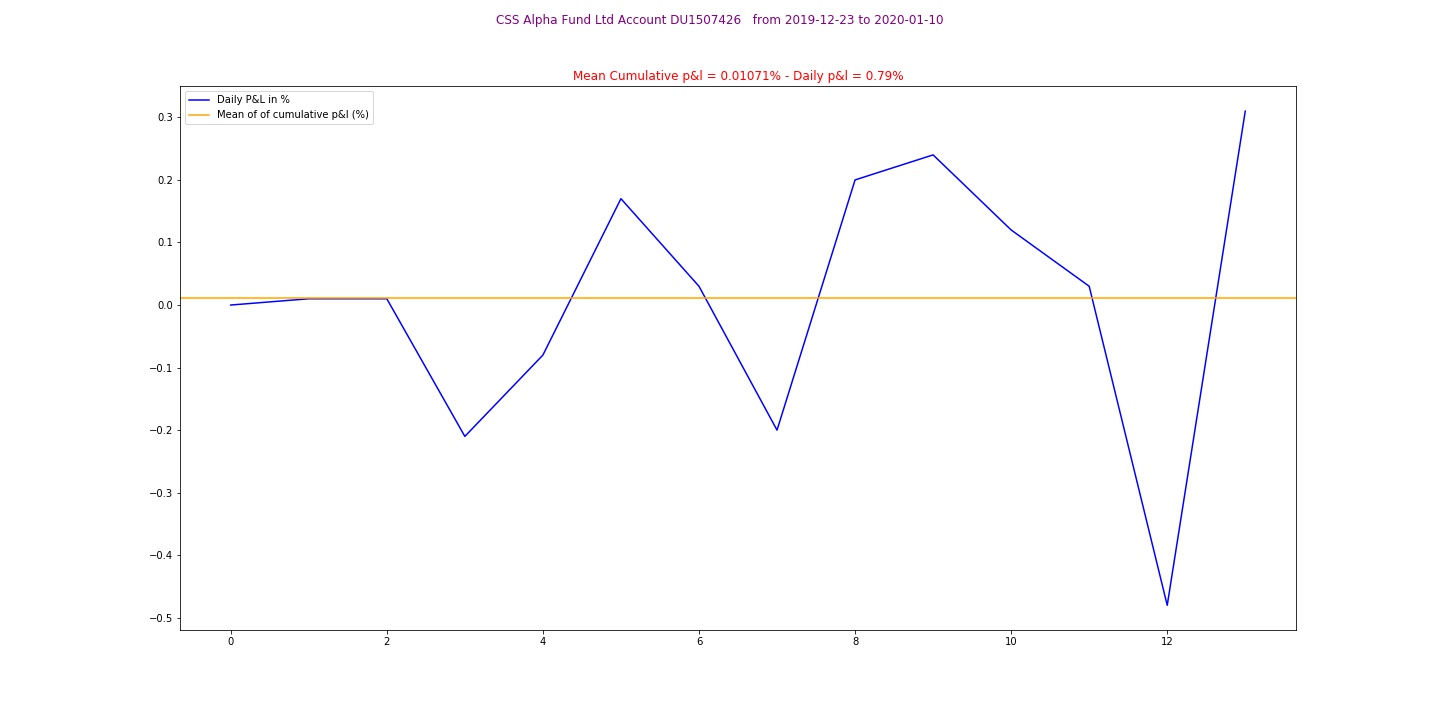 CSS Alpha Fund Ltd Account DU1507426   from 2019-12-23 to 2020-01-10
Mean Cumulative p&l = 0.01071% - Daily p&l = 0.79%
Daily P&L in %
Mean of of cumulative p&l (%)
0.3
0.2
0.1
0.0
−0.1
−0.2
−0.3
−0.4
−0.5
0 2 4 6 8 10 12